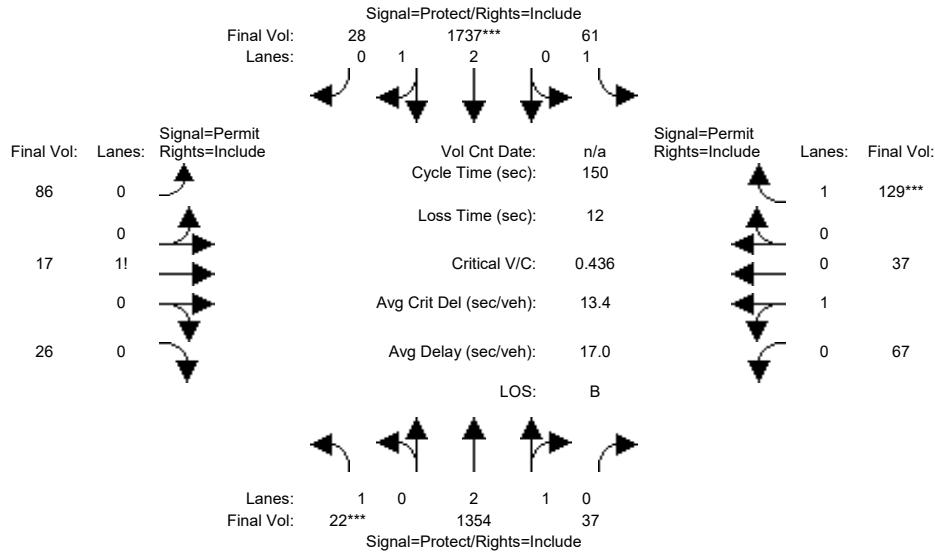 Signal=Protect/Rights=Include
Final Vol: 28 1737*** 61
Lanes: 0 1 2 0 1
Signal=Permit
Final Vol: Lanes: Rights=Include
86 0
0
17 1!
0
26 0
Vol Cnt Date: n/a
Cycle Time (sec): 150
Loss Time (sec): 12
Critical V/C: 0.436
Avg Crit Del (sec/veh): 13.4
Avg Delay (sec/veh): 17.0
LOS: B
Signal=Permit
Rights=Include Lanes: Final Vol:
1 129***
0
0 37
1
0 67
Lanes: 1 0 2 1 0
Final Vol: 22*** 1354 37
Signal=Protect/Rights=Include